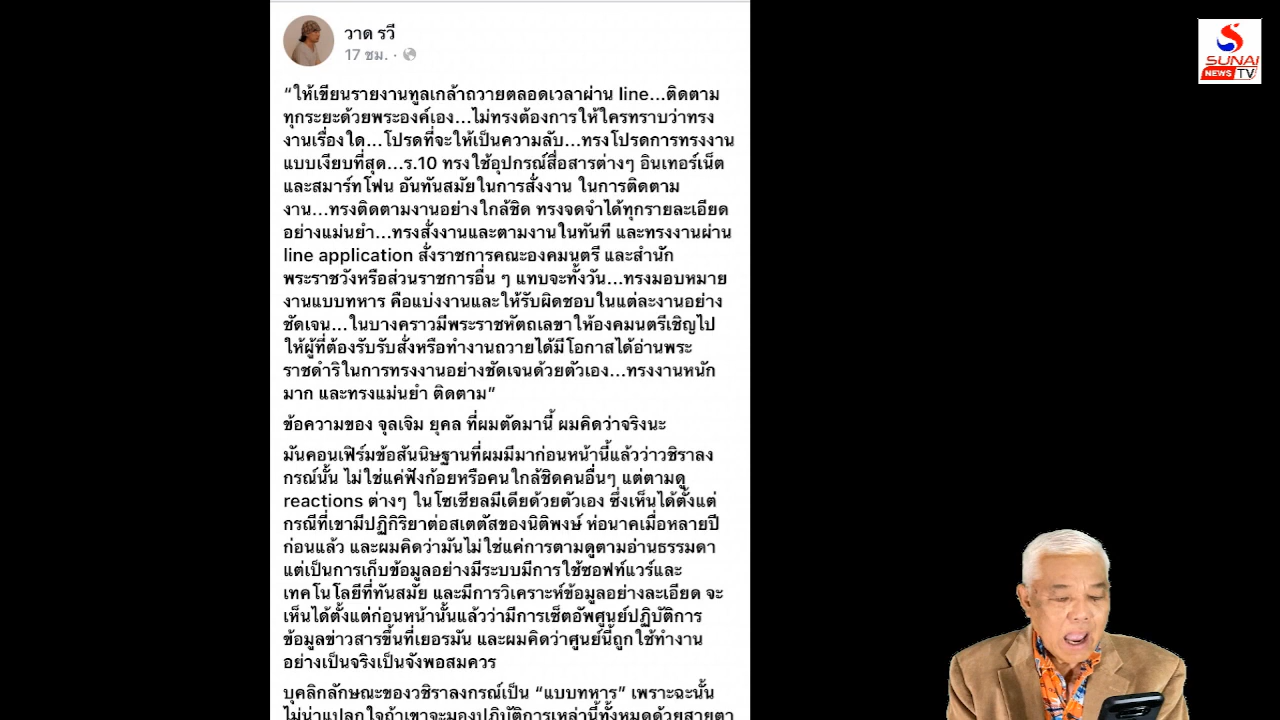 วาด รวี
17 ชม. ·
SUNAI
NEWS TV
“ให้เขียนรายงานทูลเกล้าถวายตลอดเวลาผ่าน line...ติดตาม
ทุกระยะด้วยพระองค์เอง...ไม่ทรงต้องการให้ใครทราบว่าทรง
งานเรื่องใด...โปรดที่จะให้เป็นความลับ...ทรงโปรดการทรงงาน
แบบเงียบที่สุด...ร.10 ทรงใช้อุปกรณ์สื่อสารต่างๆ อินเทอร์เน็ต
และสมาร์ทโฟน อันทันสมัยในการสั่งงาน ในการติดตาม
งาน...ทรงติดตามงานอย่างใกล้ชิด ทรงจดจำได้ทุกรายละเอียด
อย่างแม่นยำ...ทรงสั่งงานและตามงานในทันที และทรงงานผ่าน
line application สั่งราชการคณะองคมนตรี และสำนัก
พระราชวังหรือส่วนราชการอื่น ๆ แทบจะทั้งวัน...ทรงมอบหมาย
งานแบบทหาร คือแบ่งงานและให้รับผิดชอบในแต่ละงานอย่าง
ชัดเจน...ในบางคราวมีพระราชหัตถเลขาให้องคมนตรีเชิญไป
ให้ผู้ที่ต้องรับรับสั่งหรือทำงานถวายได้มีโอกาสได้อ่านพระ
ราชดำริในการทรงงานอย่างชัดเจนด้วยตัวเอง...ทรงงานหนัก
มาก และทรงแม่นยำ ติดตาม”
ข้อความของ จุลเจิม ยุคล ที่ผมตัดมานี้ ผมคิดว่าจริงนะ
มันคอนเฟิร์มข้อสันนิษฐานที่ผมมีมาก่อนหน้านี้แล้วว่าวชิราลง
กรณ์นั้น ไม่ใช่แค่ฟังก้อยหรือคนใกล้ชิดคนอื่นๆ แต่ตามดู
reactions ต่างๆ ในโซเชียลมีเดียด้วยตัวเอง ซึ่งเห็นได้ตั้งแต่
กรณีที่เขามีปฏิกิริยาต่อสเตตัสของนิติพงษ์ ห่อนาคเมื่อหลายปี
ก่อนแล้ว และผมคิดว่ามันไม่ใช่แค่การตามดูตามอ่านธรรมดา
แต่เป็นการเก็บข้อมูลอย่างมีระบบมีการใช้ซอฟท์แวร์และ
เทคโนโลยีที่ทันสมัย และมีการวิเคราะห์ข้อมูลอย่างละเอียด จะ
เห็นได้ตั้งแต่ก่อนหน้านั้นแล้วว่ามีการเซ็ตอัพศูนย์ปฏิบัติการ
ข้อมูลข่าวสารขึ้นที่เยอรมัน และผมคิดว่าศูนย์นี้ถูกใช้ทำงาน
อย่างเป็นจริงเป็นจังพอสมควร
บุคลิกลักษณะของวชิราลงกรณ์เป็น “แบบทหาร” เพราะฉะนั้น
ไม่น่าแปลกใจถ้าเขาจะมองปฏิบัติการเหล่านี้ทั้งหมดด้วยสายตา